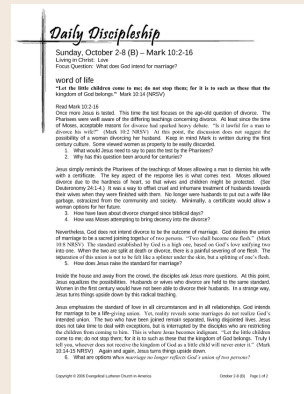 Daily Discipleship
Sunday, October 2-8 (B) – Mark 10:2-16
Living in Christ: Love
Focus Question: What does God intend for marriage?
word of life
"Let the little children come to me; do not stop them; for it is to such as these that the
kingdom of God belongs." Mark 10:14 (NRSV)
Read Mark 10:2-16
Once more Jesus is tested. This time the test focuses on the age-old question of divorce. The
Pharisees were well aware of the differing teachings concerning divorce. At least since the time
of Moses, acceptable reasons for divorce had sparked heavy debate. "Is it lawful for a man to
divorce his wife?" (Mark 10:2 NRSV) At this point, the discussion does not suggest the
possibility of a woman divorcing her husband. Keep in mind Mark is written during the first
century culture. Some viewed women as property to be easily discarded.
1. What would Jesus need to say to pass the test by the Pharisees?
2. Why has this question been around for centuries?
Jesus simply reminds the Pharisees of the teachings of Moses allowing a man to dismiss his wife
with a certificate. The key aspect of the response lies in what comes next. Moses allowed
divorce due to the hardness of heart, so that wives and children might be protected. (See
Deuteronomy 24:1-4.) It was a way to offset cruel and inhumane treatment of husbands towards
their wives when they were finished with them. No longer were husbands to put out a wife like
garbage, ostracized from the community and society. Minimally, a certificate would allow a
woman options for her future.
3. How have laws about divorce changed since biblical days?
4. How was Moses attempting to bring decency into the divorce?
Nevertheless, God does not intend divorce to be the outcome of marriage. God desires the union
of marriage to be a sacred joining together of two persons. "Two shall become one flesh." (Mark
10:8 NRSV) The standard established by God is a high one, based on God's love unifying two
into one. When the two are split at death or divorce, there is a painful severing of one flesh. The
separation of this union is not to be felt like a splinter under the skin, but a splitting of one's flesh.
5. How does Jesus raise the standard for marriage?
Inside the house and away from the crowd, the disciples ask Jesus more questions. At this point,
Jesus equalizes the possibilities. Husbands or wives who divorce are held to the same standard.
Women in the first century would have not been able to divorce their husbands. In a strange way,
Jesus turns things upside down by this radical teaching.
Jesus emphasizes the standard of love in all circumstances and in all relationships. God intends
for marriage to be a life-giving union. Yet, reality reveals some marriages do not realize God's
intended union. The two who have joined remain separated, living disjointed lives. Jesus
does not take time to deal with exceptions, but is interrupted by the disciples who are restricting
the children from coming to him. This is where Jesus becomes indignant. "Let the little children
come to me; do not stop them; for it is to such as these that the kingdom of God belongs. Truly I
tell you, whoever does not receive the kingdom of God as a little child will never enter it." (Mark
10:14-15 NRSV) Again and again, Jesus turns things upside down.
6. What are options when marriage no longer reflects God's union of two persons?
Copyright © 2006 Evangelical Lutheran Church in America October 2-8 (B) Page 1 of 2